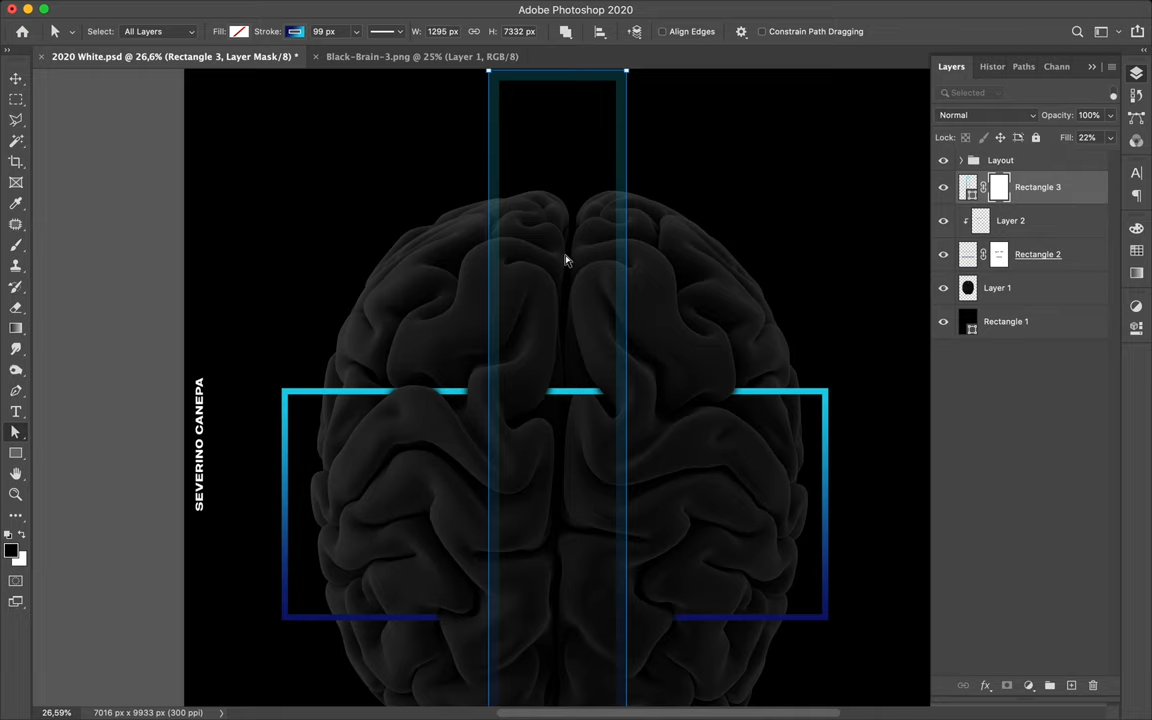 Adobe Photoshop 2020
Select: All Layers Fill: Stroke: 99 px W: 1295 px H: 7332 px Align Edges Constrain Path Dragging
2020 White.psd @ 26,6% (Rectangle 3, Layer Mask/8) * Black-Brain-3.png @ 25% (Layer 1, RGB/8)
Layers Histor Paths Chann
Selected
Normal Opacity: 100%
Lock: Fill: 22%
Layout
Rectangle 3
Layer 2
Rectangle 2
Layer 1
Rectangle 1
SEVERINO CANEPA
26,59% 7016 px x 9933 px (300 ppi)